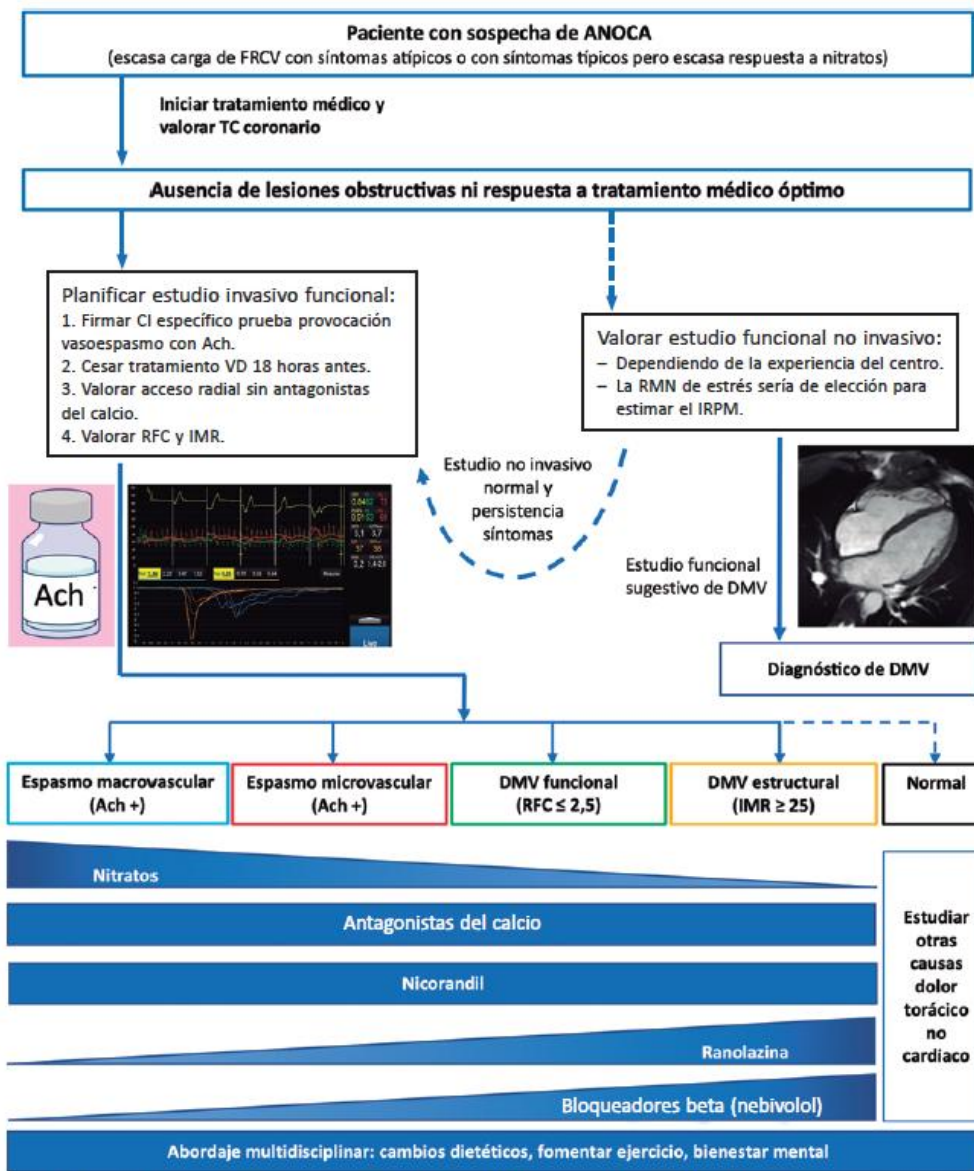 Paciente con sospecha de ANOCA
(escasa carga de FRCV con síntomas atípicos o con síntomas típicos pero escasa respuesta a nitratos)
Iniciar tratamiento médico y
valorar TC coronario
Ausencia de lesiones obstructivas ni respuesta a tratamiento médico óptimo
Planificar estudio invasivo funcional:
1. Firmar CI específico prueba provocación
vasoespasmo con Ach.
2. Cesar tratamiento VD 18 horas antes.
3. Valorar acceso radial sin antagonistas
del calcio.
4. Valorar RFC y IMR.
Valorar estudio funcional no invasivo:
– Dependiendo de la experiencia del centro.
– La RMN de estrés sería de elección para
estimar el IRPM.
Estudio no invasivo
normal y
persistencia
síntomas
Estudio funcional
sugestivo de DMV
Ach
Live
Diagnóstico de DMV
Espasmo macrovascular
(Ach +)
Espasmo microvascular
(Ach +)
DMV funcional
(RFC ≤ 2,5)
DMV estructural
(IMR ≥ 25)
Normal
Nitratos
Antagonistas del calcio
Nicorandil
Ranolazina
Bloqueadores beta (nebivolol)
Estudiar
otras
causas
dolor
torácico
no
cardiaco
Abordaje multidisciplinar: cambios dietéticos, fomentar ejercicio, bienestar mental